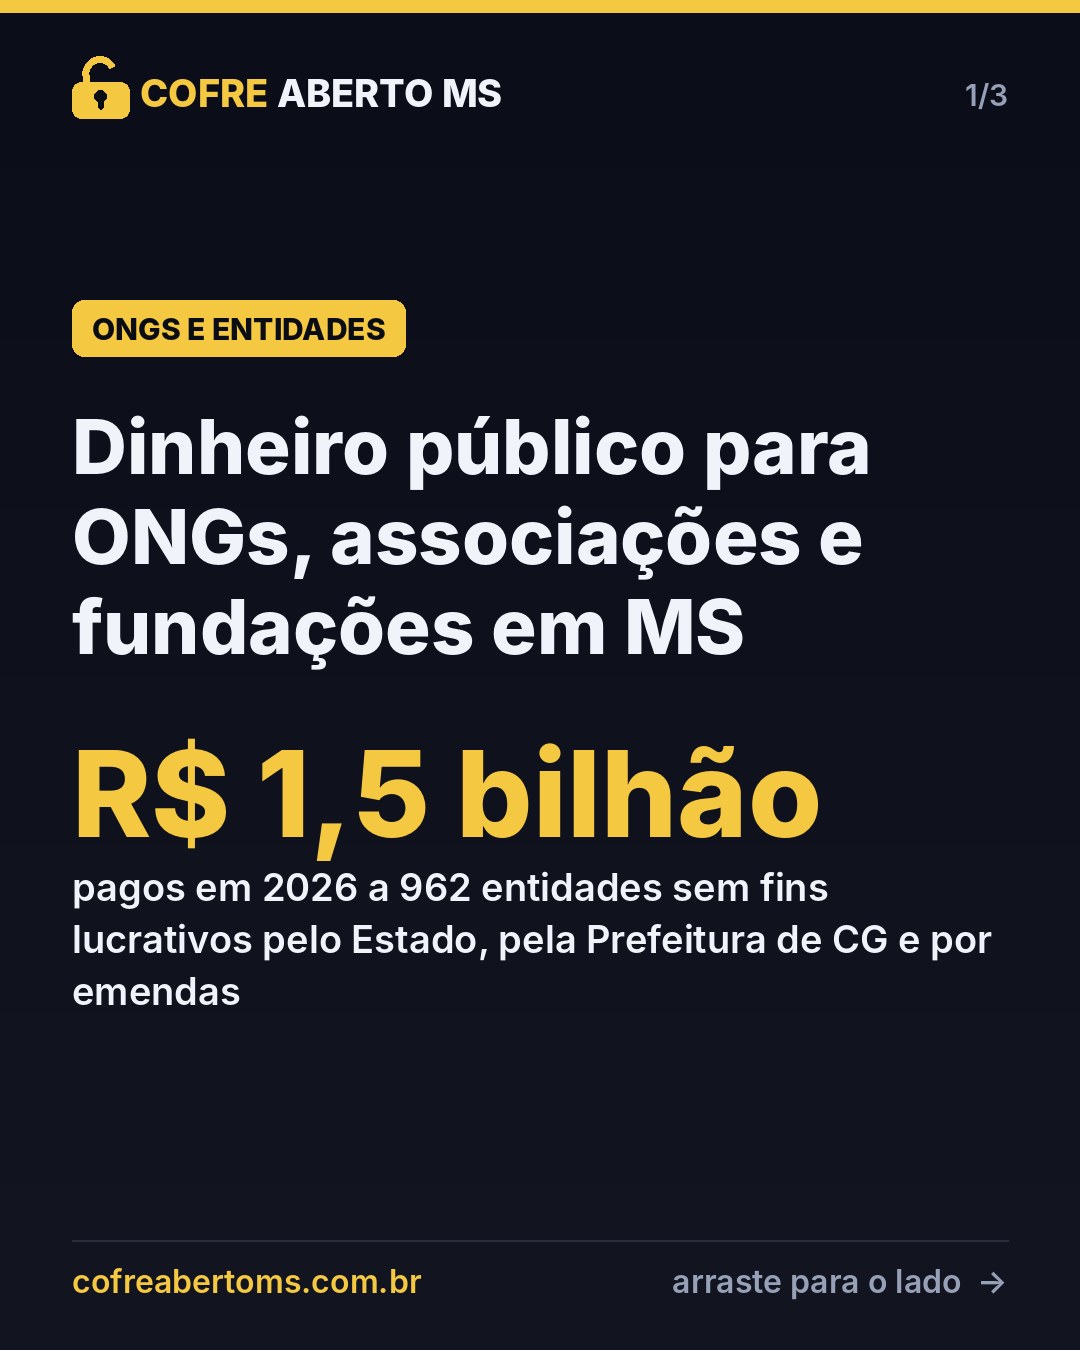 COFRE ABERTO MS
1/3
ONGS E ENTIDADES
Dinheiro público para
ONGs, associações e
fundações em MS
R$ 1,5 bilhão
pagos em 2026 a 962 entidades sem fins
lucrativos pelo Estado, pela Prefeitura de CG e por
emendas
cofreabertoms.com.br
arraste para o lado →